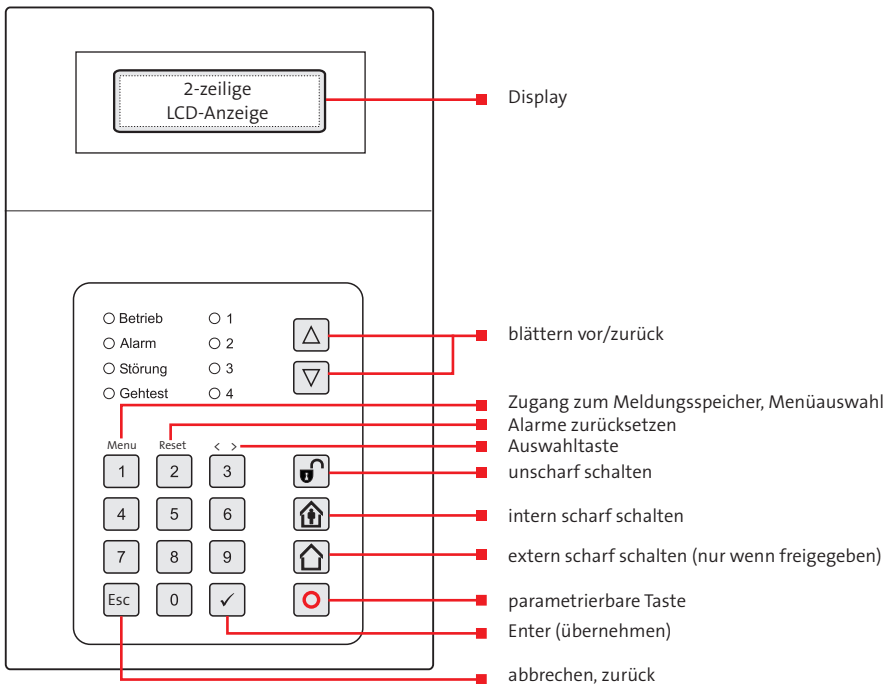 2-zeilige
LCD-Anzeige
Display
Betrieb 1
Alarm 2
Störung 3
Gehtest 4
blättern vor/zurück
Zugang zum Meldungsspeicher, Menüauswahl
Alarme zurücksetzen
Auswahltaste
Menu Reset < >
1 2 3
unscharf schalten
4 5 6
intern scharf schalten
7 8 9
extern scharf schalten (nur wenn freigegeben)
Esc 0 ✓
parametrierbare Taste
Enter (übernehmen)
abbrechen, zurück